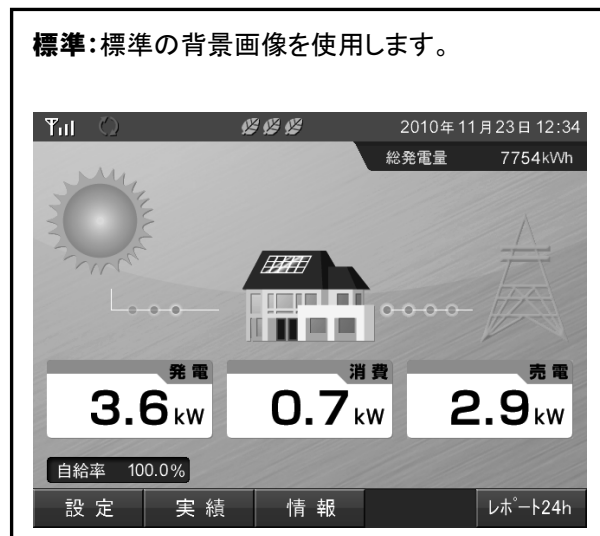 標準:標準の背景画像を使用します。
2010年11月23日 12:34
総発電量 7754kWh
発電 消費 売電
3.6kW 0.7kW 2.9kW
自給率 100.0%
設定 実績 情報 レポート24h